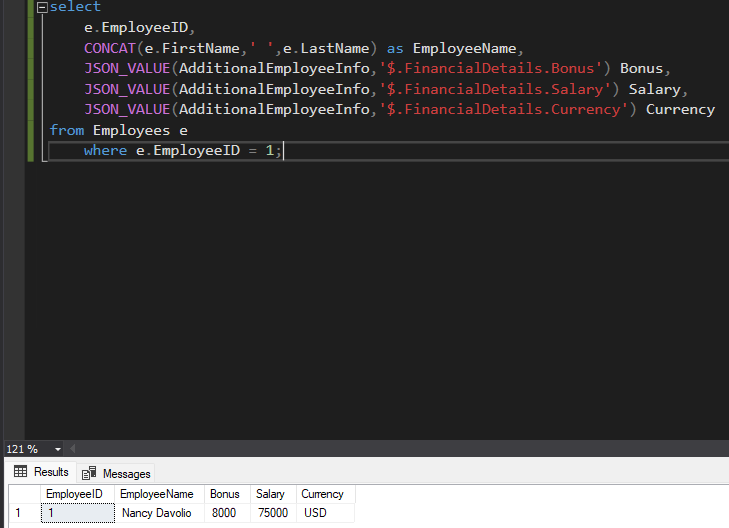 select
e.EmployeeID,
CONCAT(e.FirstName,' ',e.LastName) as EmployeeName,
JSON_VALUE(AdditionalEmployeeInfo,'$.FinancialDetails.Bonus') Bonus,
JSON_VALUE(AdditionalEmployeeInfo,'$.FinancialDetails.Salary') Salary,
JSON_VALUE(AdditionalEmployeeInfo,'$.FinancialDetails.Currency') Currency
from Employees e
where e.EmployeeID = 1;
121 %
Results Messages
EmployeeID EmployeeName Bonus Salary Currency
1 1 Nancy Davolio 8000 75000 USD